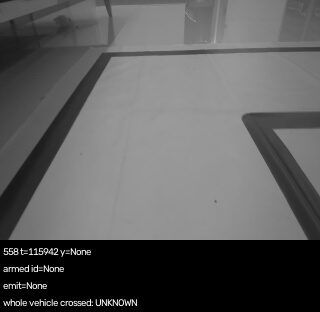 558 t=115942 y=None
armed id=None
emit=None
whole vehicle crossed: UNKNOWN